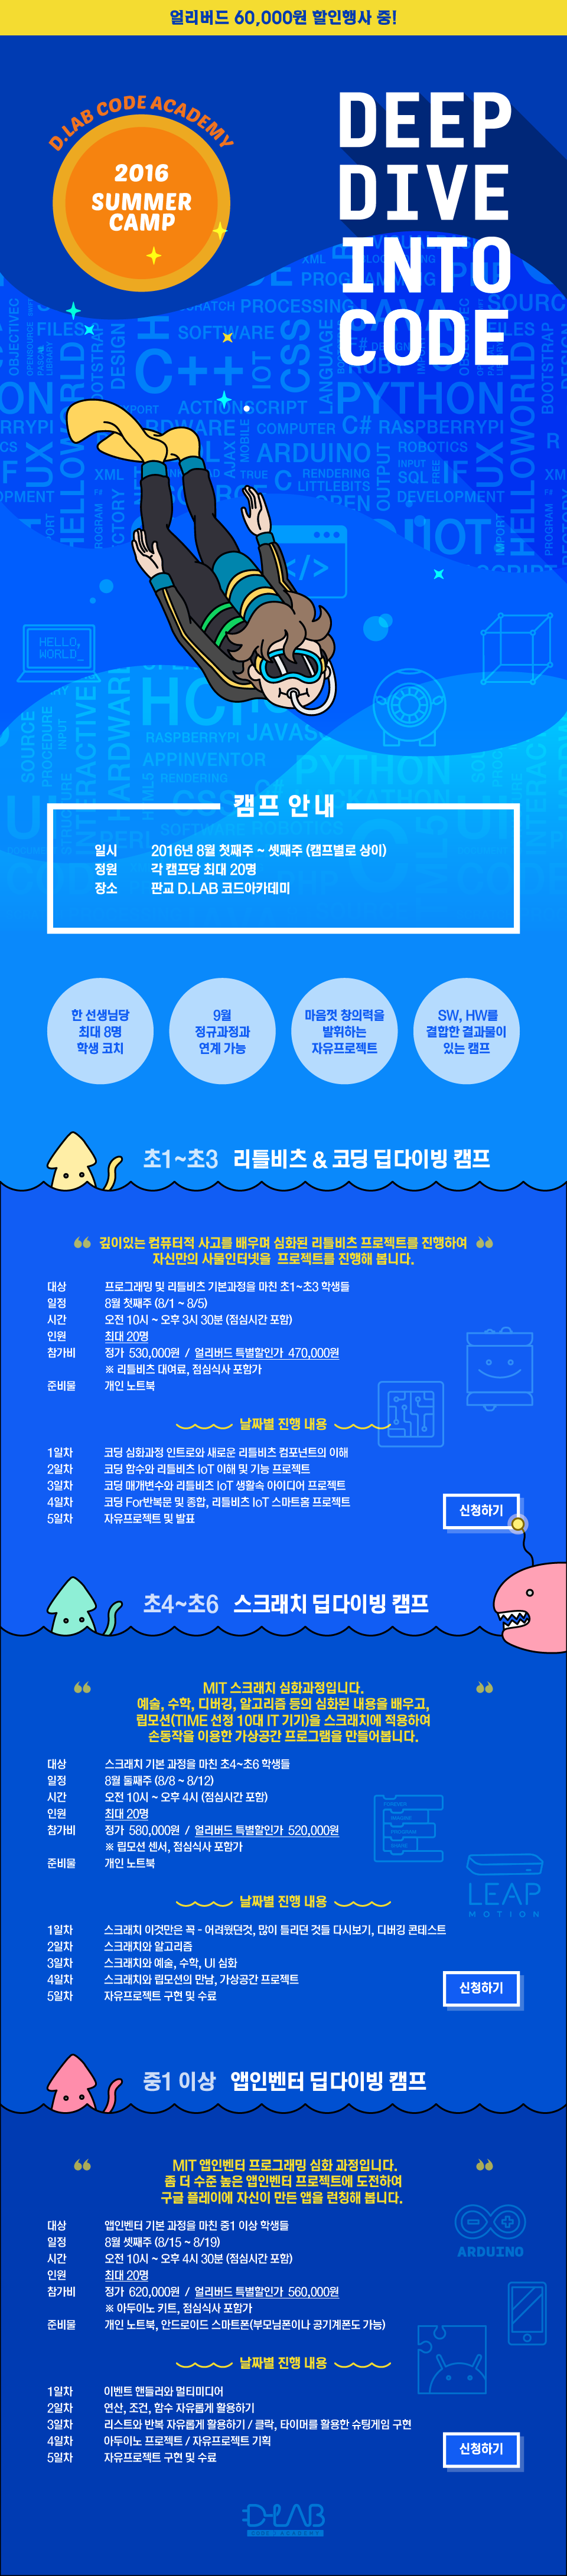 얼리버드 60,000원 할인행사 중!
D.LAB CODE ACADEMY
2016
SUMMER
CAMP
DEEP
DIVE
INTO
CODE
HELLO,
WORLD_
</>
캠프 안내
일시 2016년 8월 첫째주 ~ 셋째주 (캠프별로 상이)
정원 각 캠프당 최대 20명
장소 판교 D.LAB 코드아카데미
한 선생님당
최대 8명
학생 코치
9월
정규과정과
연계 가능
마음껏 창의력을
발휘하는
자유프로젝트
SW, HW를
결합한 결과물이
있는 캠프
초1~초3 리틀비츠 & 코딩 딥다이빙 캠프
깊이있는 컴퓨터적 사고를 배우며 심화된 리틀비츠 프로젝트를 진행하여
자신만의 사물인터넷을 프로젝트를 진행해 봅니다.
대상 프로그래밍 및 리틀비츠 기본과정을 마친 초1~초3 학생들
일정 8월 첫째주 (8/1 ~ 8/5)
시간 오전 10시 ~ 오후 3시 30분 (점심시간 포함)
인원 최대 20명
참가비 정가 530,000원 / 얼리버드 특별할인가 470,000원
※ 리틀비츠 대여료, 점심식사 포함가
준비물 개인 노트북
날짜별 진행 내용
1일차 코딩 심화과정 인트로와 새로운 리틀비츠 컴포넌트의 이해
2일차 코딩 함수와 리틀비츠 IoT 이해 및 기능 프로젝트
3일차 코딩 매개변수와 리틀비츠 IoT 생활속 아이디어 프로젝트
4일차 코딩 For반복문 및 종합, 리틀비츠 IoT 스마트홈 프로젝트
5일차 자유프로젝트 및 발표
신청하기
초4~초6 스크래치 딥다이빙 캠프
MIT 스크래치 심화과정입니다.
예술, 수학, 디버깅, 알고리즘 등의 심화된 내용을 배우고,
립모션(TIME 선정 10대 IT 기기)을 스크래치에 적용하여
손동작을 이용한 가상공간 프로그램을 만들어봅니다.
대상 스크래치 기본 과정을 마친 초4~초6 학생들
일정 8월 둘째주 (8/8 ~ 8/12)
시간 오전 10시 ~ 오후 4시 (점심시간 포함)
인원 최대 20명
참가비 정가 580,000원 / 얼리버드 특별할인가 520,000원
※ 립모션 센서, 점심식사 포함가
준비물 개인 노트북
LEAP
MOTION
날짜별 진행 내용
1일차 스크래치 이것만은 꼭 - 어려웠던것, 많이 틀리던 것들 다시보기, 디버깅 콘테스트
2일차 스크래치와 알고리즘
3일차 스크래치와 예술, 수학, UI 심화
4일차 스크래치와 립모션의 만남, 가상공간 프로젝트
5일차 자유프로젝트 구현 및 수료
신청하기
중1 이상 앱인벤터 딥다이빙 캠프
MIT 앱인벤터 프로그래밍 심화 과정입니다.
좀 더 수준 높은 앱인벤터 프로젝트에 도전하여
구글 플레이에 자신이 만든 앱을 런칭해 봅니다.
대상 앱인벤터 기본 과정을 마친 중1 이상 학생들
일정 8월 셋째주 (8/15 ~ 8/19)
시간 오전 10시 ~ 오후 4시 30분 (점심시간 포함)
인원 최대 20명
참가비 정가 620,000원 / 얼리버드 특별할인가 560,000원
※ 아두이노 키트, 점심식사 포함가
준비물 개인 노트북, 안드로이드 스마트폰(부모님폰이나 공기계폰도 가능)
ARDUINO
날짜별 진행 내용
1일차 이벤트 핸들러와 멀티미디어
2일차 연산, 조건, 함수 자유롭게 활용하기
3일차 리스트와 반복 자유롭게 활용하기 / 클락, 타이머를 활용한 슈팅게임 구현
4일차 아두이노 프로젝트 / 자유프로젝트 기획
5일차 자유프로젝트 구현 및 수료
신청하기
D-LAB
CODE ACADEMY